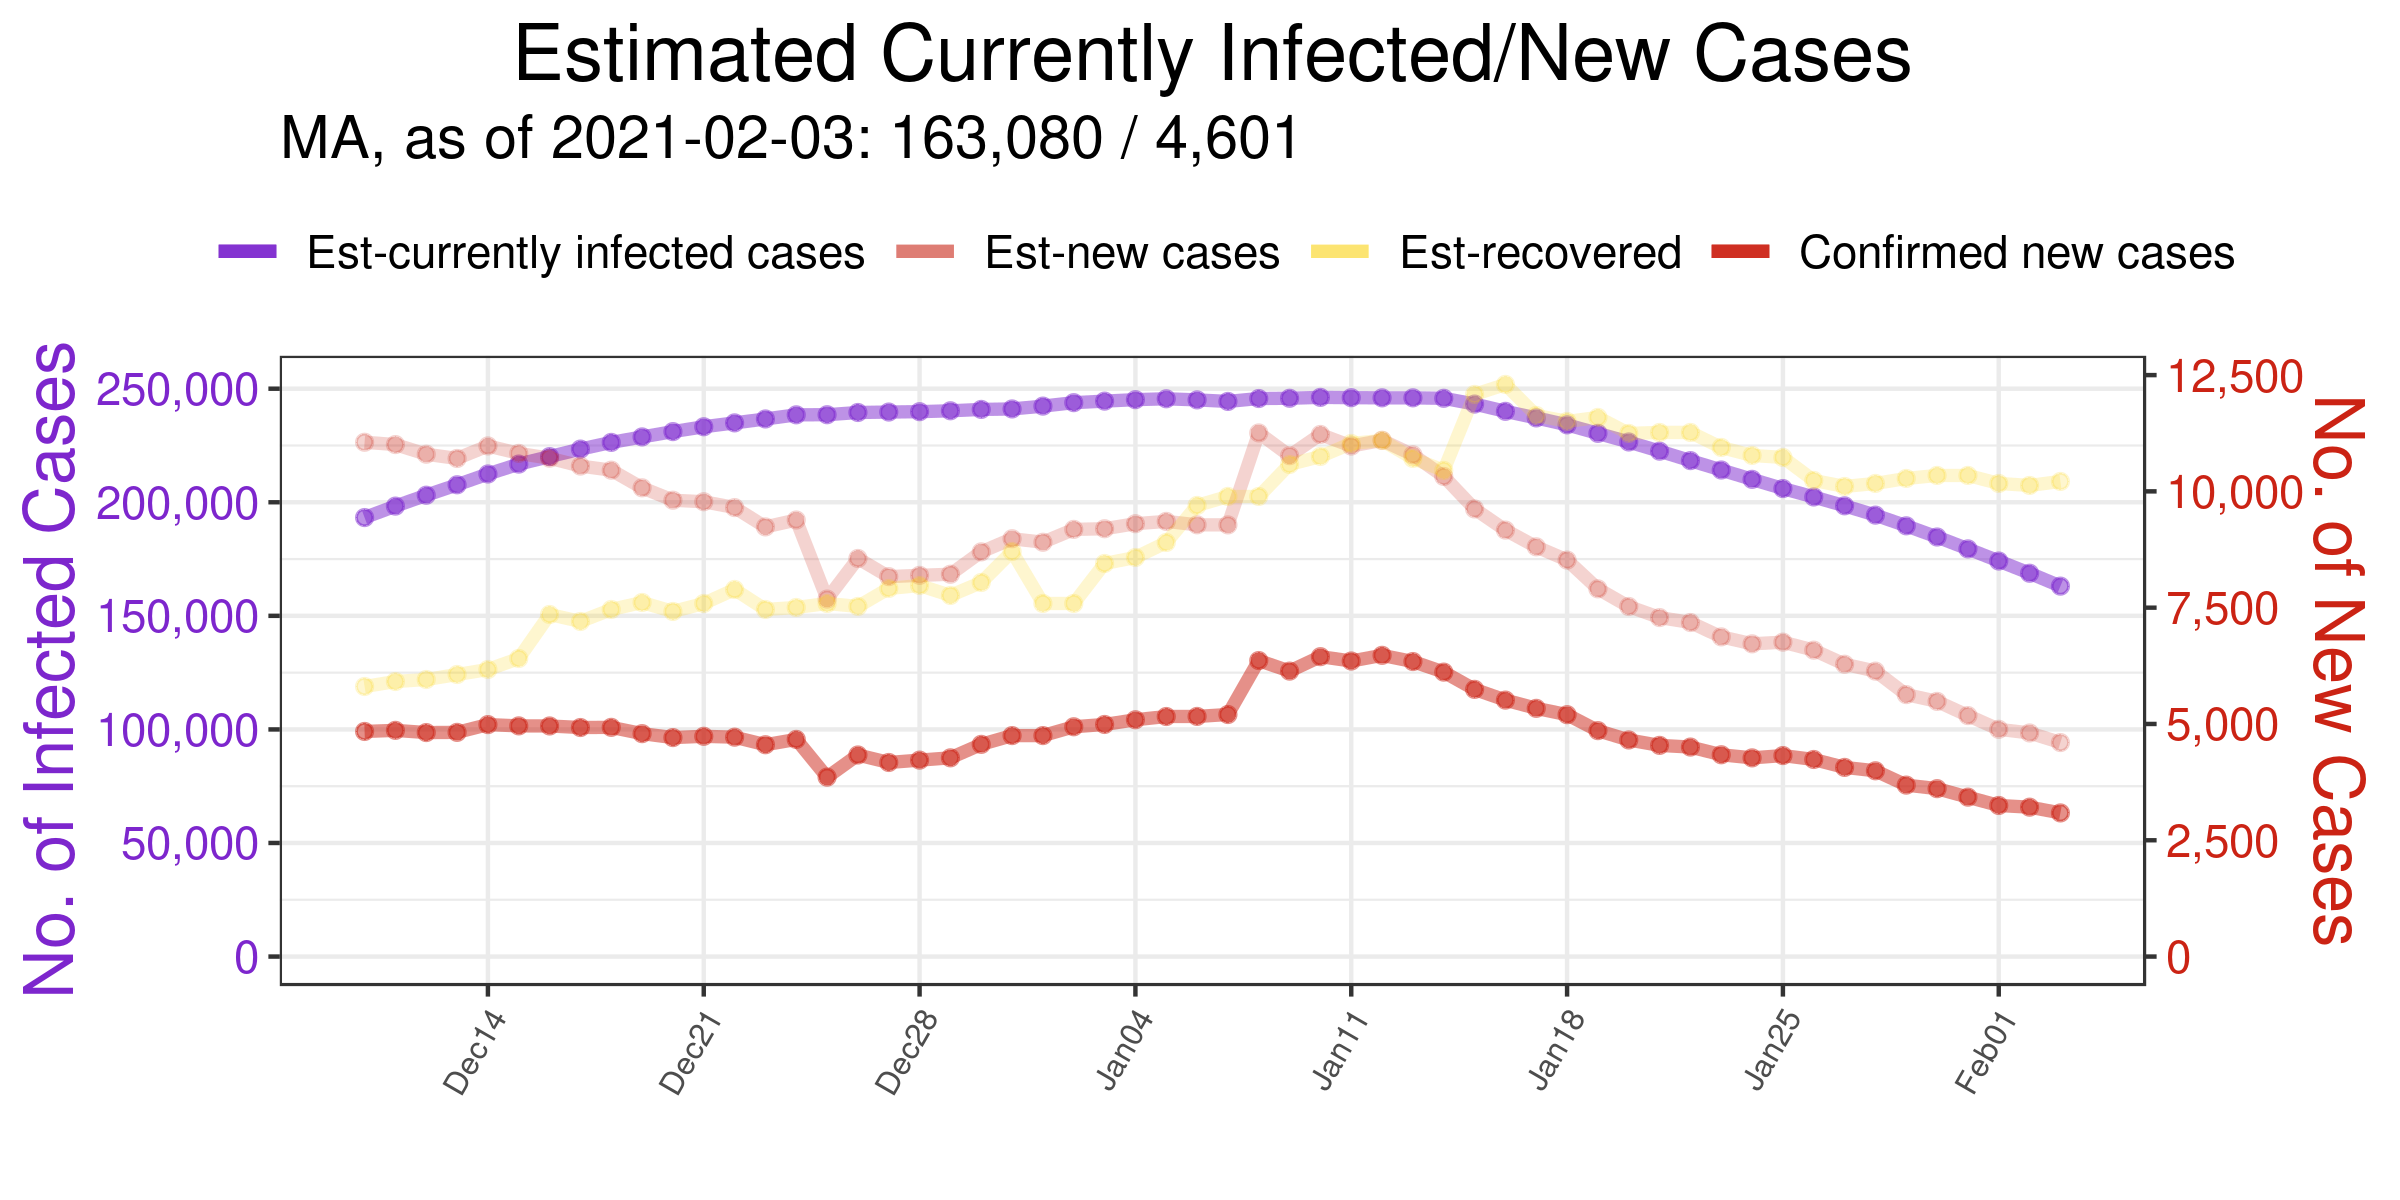 Estimated Currently Infected/New Cases
MA, as of 2021-02-03: 163,080 / 4,601
Est-currently infected cases Est-new cases Est-recovered Confirmed new cases
No. of Infected Cases
250,000
200,000
150,000
100,000
50,000
0
12,500
10,000
7,500
5,000
2,500
0
No. of New Cases
Dec14 Dec21 Dec28 Jan04 Jan11 Jan18 Jan25 Feb01